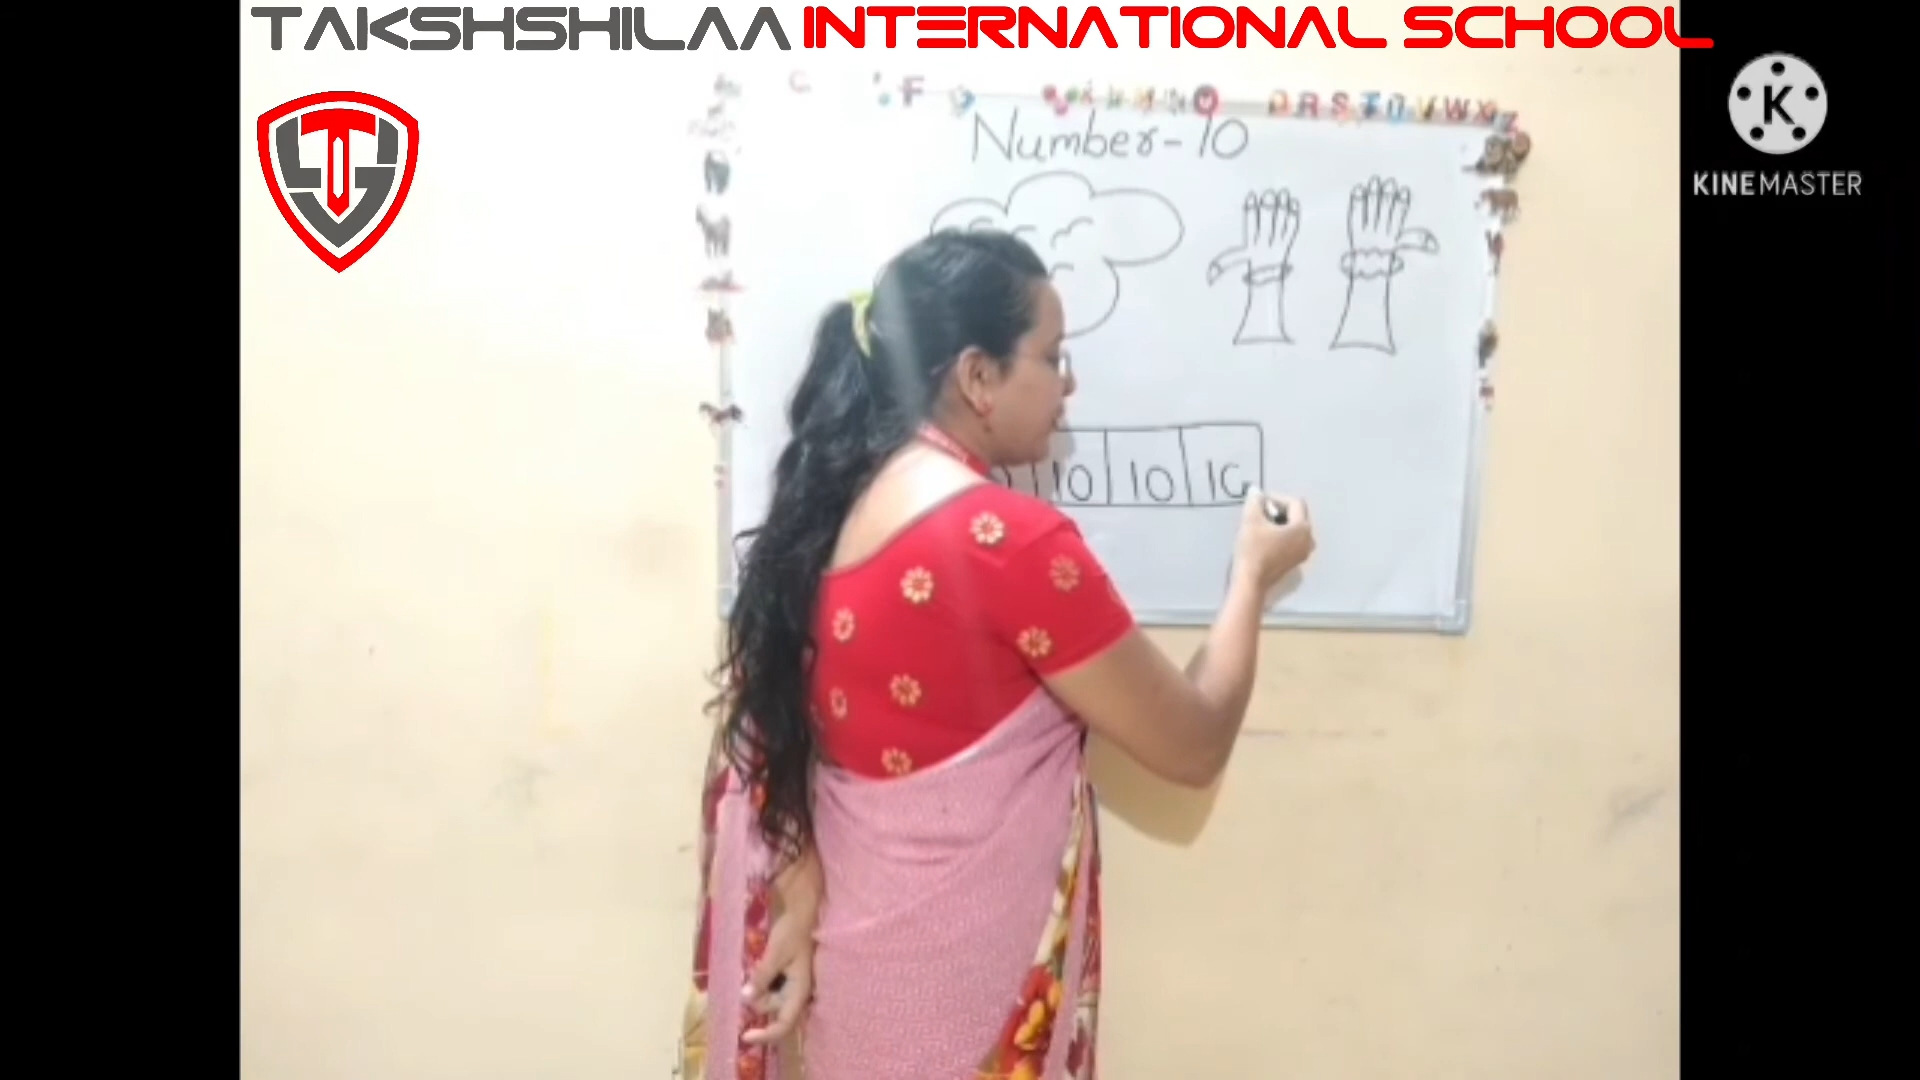 TAKSHSHILAA INTERNATIONAL SCHOOL
K
KINEMASTER
F
R S T U V W X Z
Number-10
10 10 10